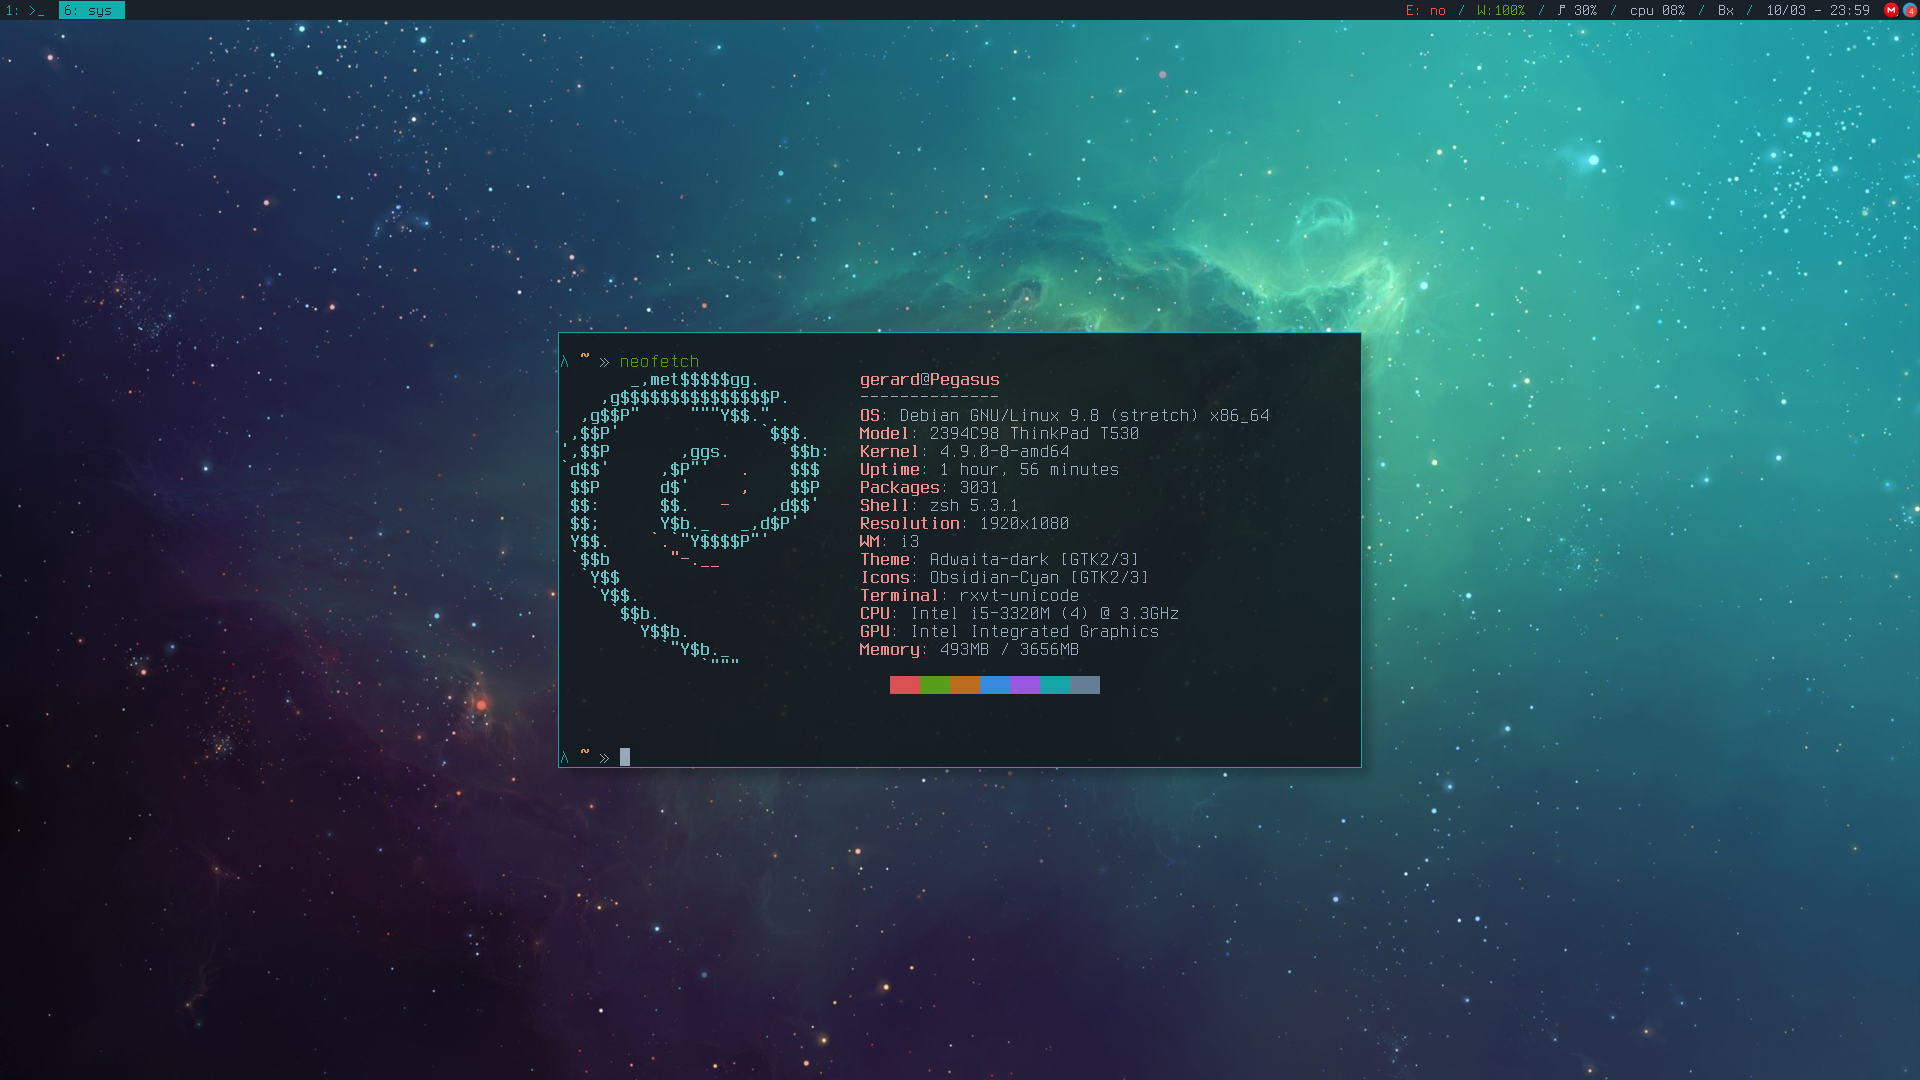 1: >_ 6: sys E: no / W:100% / 30% / cpu 08% / Bx / 10/03 - 23:59 M 4
λ ~ » neofetch
_,met$$$$$gg. gerard@Pegasus
,g$$$$$$$$$$$$$$$P. --------------
,g$$P" """Y$$.". OS: Debian GNU/Linux 9.8 (stretch) x86_64
,$$P' `$$$. Model: 2394C98 ThinkPad T530
',$$P ,ggs. `$$b: Kernel: 4.9.0-8-amd64
`d$$' ,$P"' . $$$ Uptime: 1 hour, 56 minutes
$$P d$' , $$P Packages: 3031
$$: $$. - ,d$$' Shell: zsh 5.3.1
$$; Y$b._ _,d$P' Resolution: 1920x1080
Y$$. `.`"Y$$$$P"' WM: i3
`$$b "-.__ Theme: Adwaita-dark [GTK2/3]
`Y$$ Icons: Obsidian-Cyan [GTK2/3]
`Y$$. Terminal: rxvt-unicode
`$$b. CPU: Intel i5-3320M (4) @ 3.3GHz
`Y$$b. GPU: Intel Integrated Graphics
`"Y$b._ Memory: 493MB / 3656MB
`"""
λ ~ »